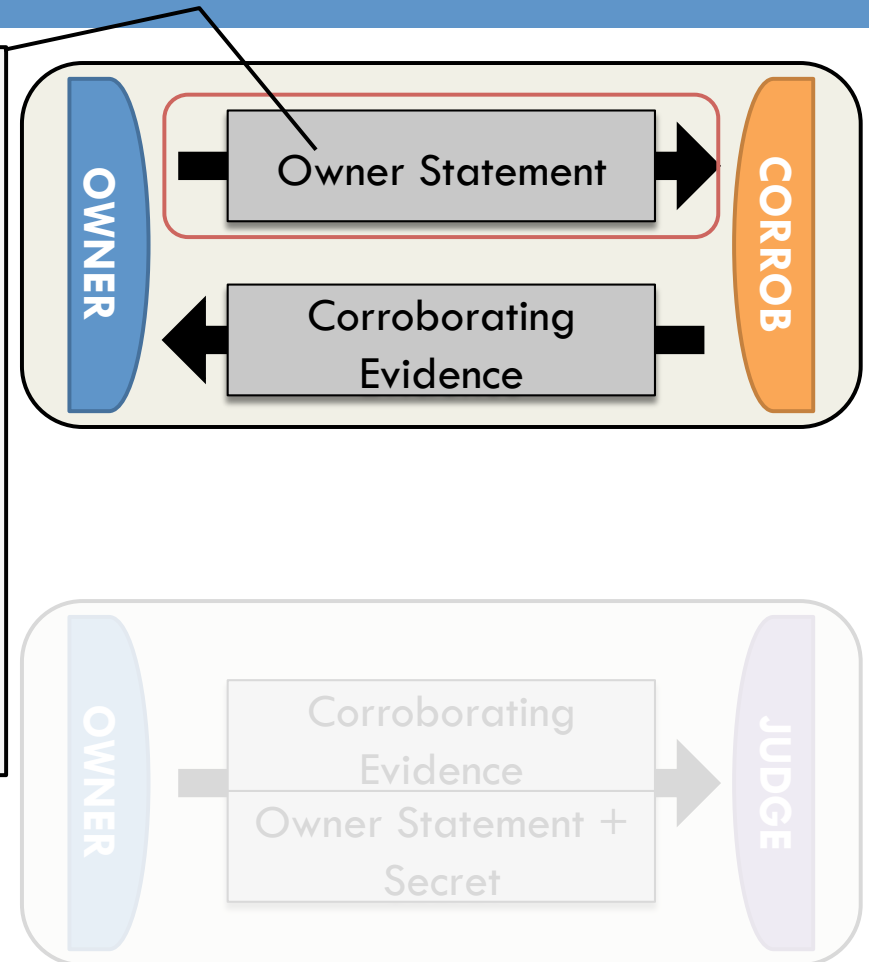 OWNER
Owner Statement
CORROB
Corroborating
Evidence
OWNER
Corroborating
Evidence
Owner Statement +
Secret
JUDGE